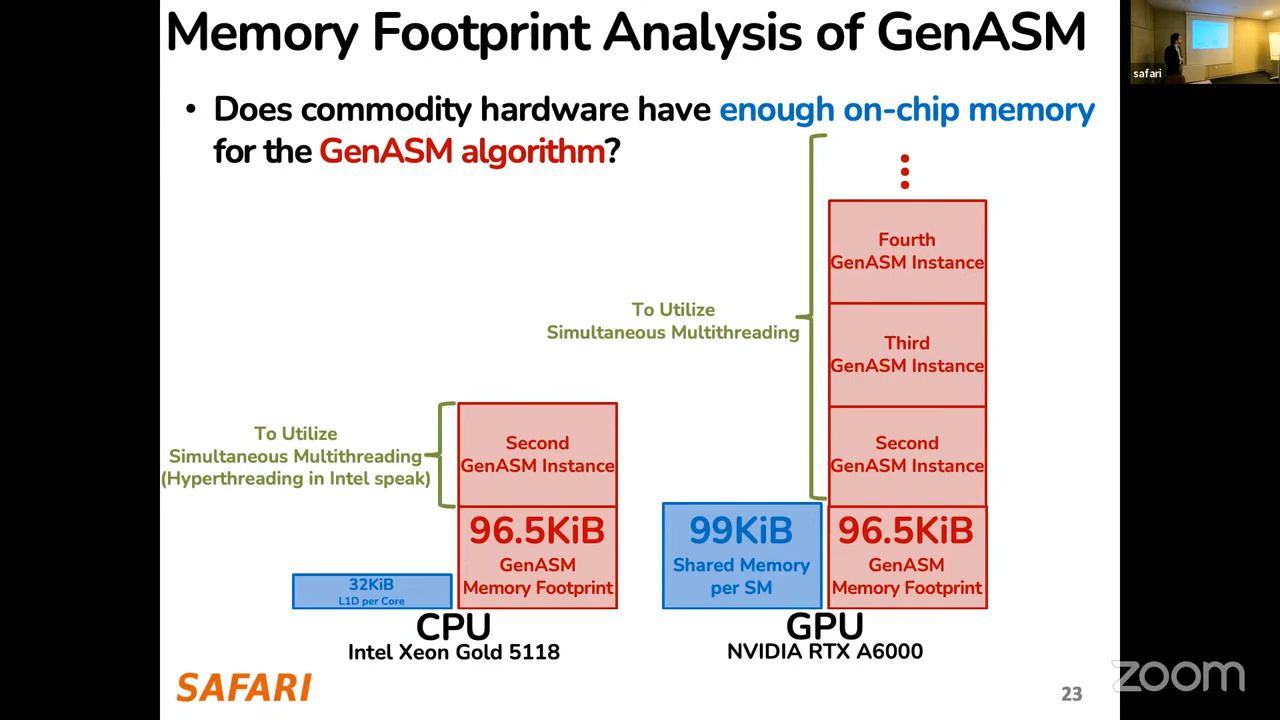 Memory Footprint Analysis of GenASM
safari
• Does commodity hardware have enough on-chip memory
for the GenASM algorithm?
Fourth
GenASM Instance
To Utilize
Simultaneous Multithreading
Third
GenASM Instance
To Utilize
Simultaneous Multithreading
(Hyperthreading in Intel speak)
Second
GenASM Instance
Second
GenASM Instance
32KiB
L1D per Core
96.5KiB
GenASM
Memory Footprint
99KiB
Shared Memory
per SM
96.5KiB
GenASM
Memory Footprint
CPU
Intel Xeon Gold 5118
GPU
NVIDIA RTX A6000
SAFARI
23
zoom